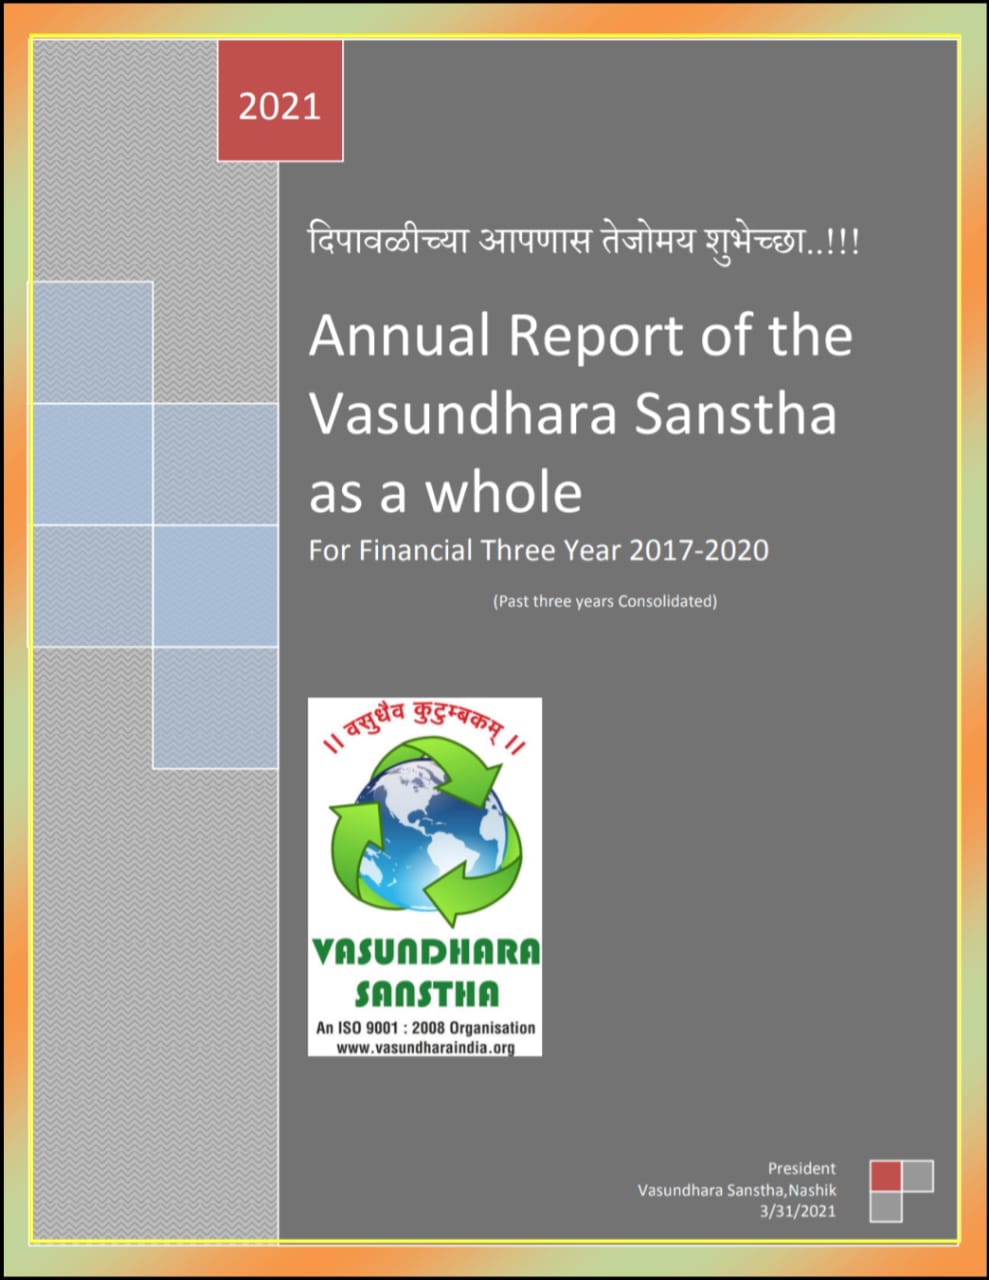 2021
दिपावळीच्या आपणास तेजोमय शुभेच्छा..!!!
Annual Report of the
Vasundhara Sanstha
as a whole
For Financial Three Year 2017-2020
(Past three years Consolidated)
।। वसुधैव कुटुम्बकम् ।।
VASUNDHARA
SANSTHA
An ISO 9001 : 2008 Organisation
www.vasundharaindia.org
President
Vasundhara Sanstha,Nashik
3/31/2021